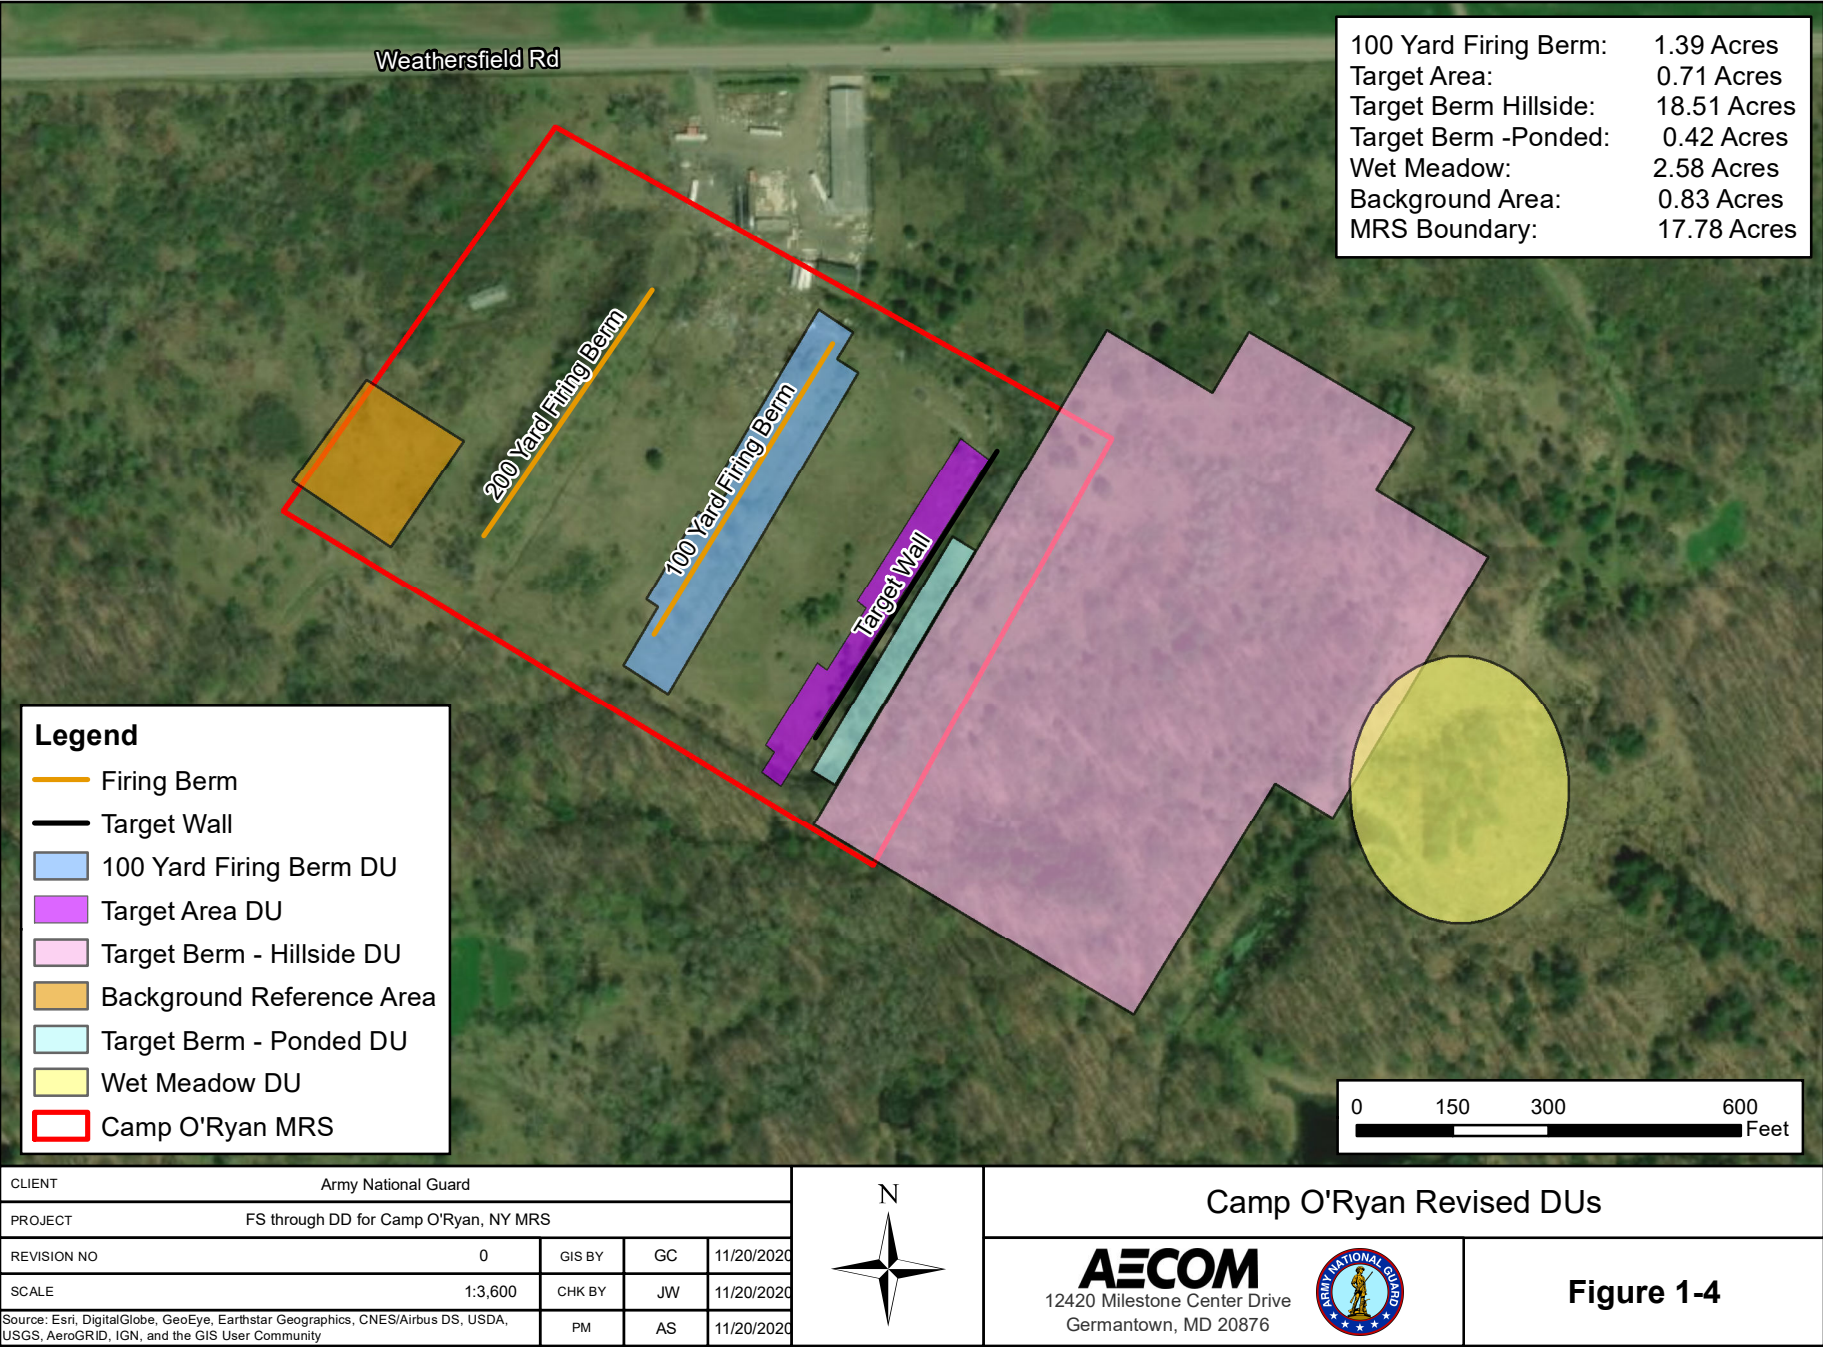 Weathersfield Rd
100 Yard Firing Berm: 1.39 Acres
Target Area: 0.71 Acres
Target Berm Hillside: 18.51 Acres
Target Berm -Ponded: 0.42 Acres
Wet Meadow: 2.58 Acres
Background Area: 0.83 Acres
MRS Boundary: 17.78 Acres
200 Yard Firing Berm
100 Yard Firing Berm
Target Wall
Legend
Firing Berm
Target Wall
100 Yard Firing Berm DU
Target Area DU
Target Berm - Hillside DU
Background Reference Area
Target Berm - Ponded DU
Wet Meadow DU
Camp O'Ryan MRS
0 150 300 600
Feet
CLIENT Army National Guard
PROJECT FS through DD for Camp O'Ryan, NY MRS
REVISION NO 0 GIS BY GC 11/20/2020
SCALE 1:3,600 CHK BY JW 11/20/2020
Source: Esri, DigitalGlobe, GeoEye, Earthstar Geographics, CNES/Airbus DS, USDA,
USGS, AeroGRID, IGN, and the GIS User Community
PM AS 11/20/2020
N
Camp O'Ryan Revised DUs
AECOM
12420 Milestone Center Drive
Germantown, MD 20876
ARMY NATIONAL GUARD
Figure 1-4